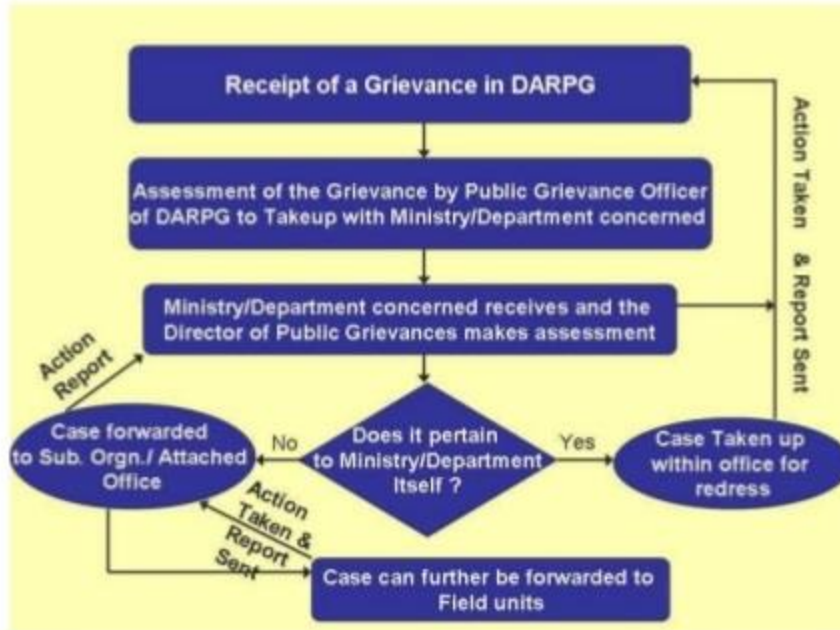 Receipt of a Grievance in DARPG
Assessment of the Grievance by Public Grievance Officer
of DARPG to Takeup with Ministry/Department concerned
Ministry/Department concerned receives and the
Director of Public Grievances makes assessment
Action Taken & Report Sent
Action
Report
Does it pertain
to Ministry/Department
Itself ?
No
Yes
Case forwarded
to Sub. Orgn./ Attached
Office
Case Taken up
within office for
redress
Action
Taken &
Report
Sent
Case can further be forwarded to
Field units